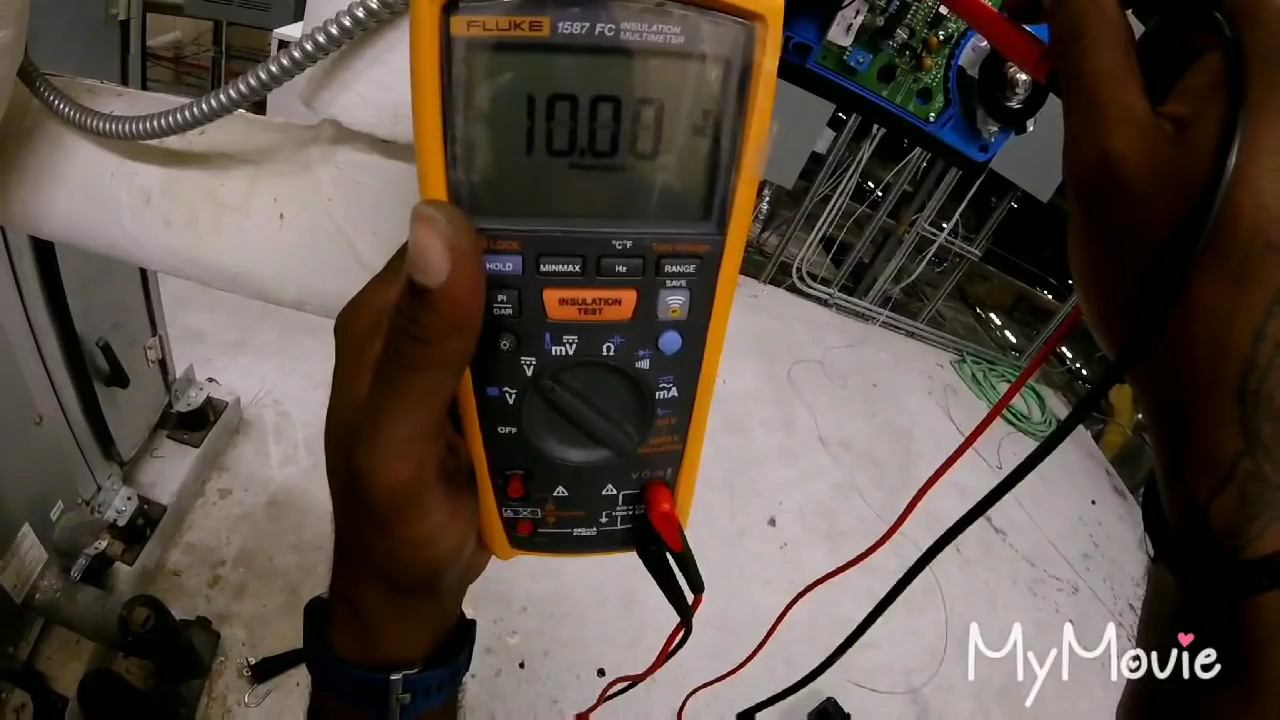 FLUKE 1587 FC INSULATION MULTIMETER
10.00
LOCK °C°F
HOLD MINMAX Hz RANGE
SAVE
PI
DAR
INSULATION
TEST
mV Ω
V
V mA
OFF
V Ω
MyMovie